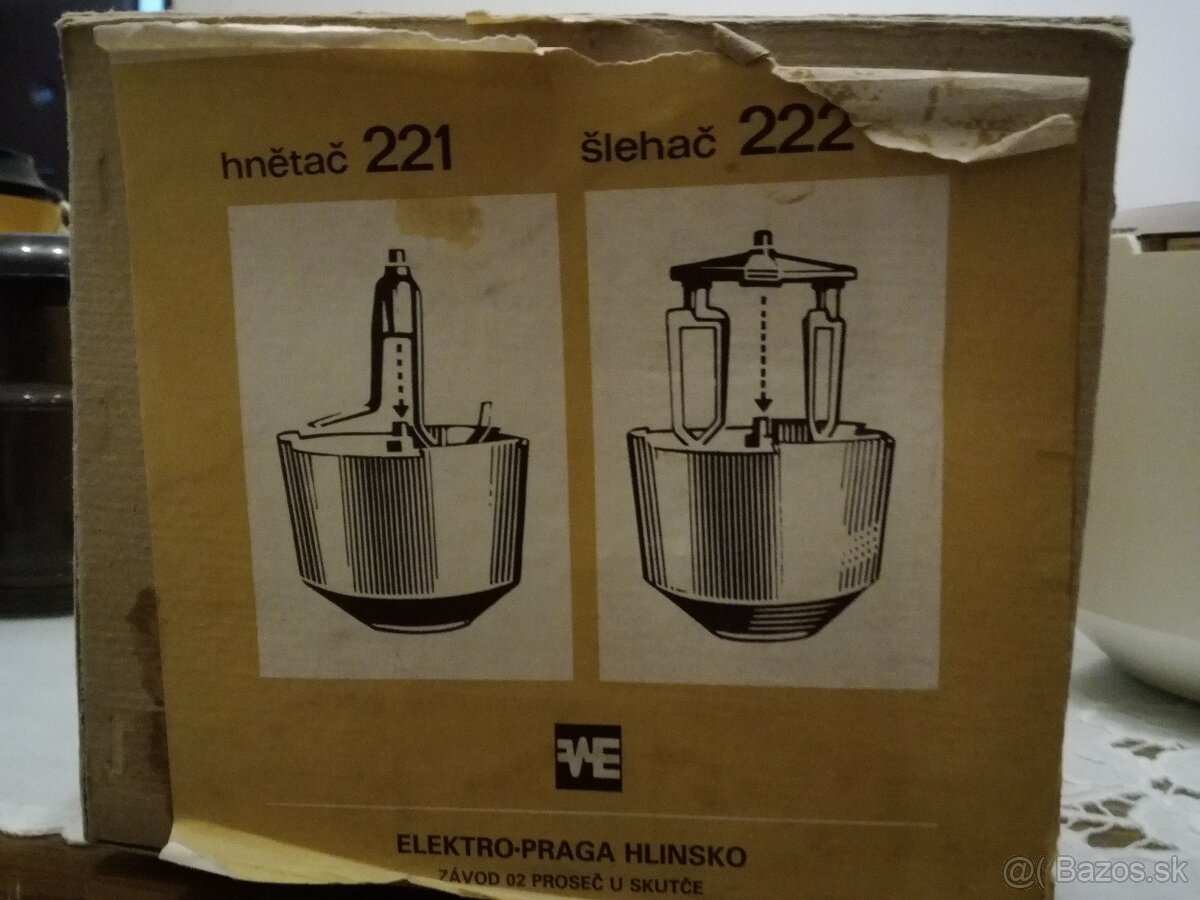 hnětač 221
šlehač 222
ELEKTRO-PRAGA HLINSKO
ZÁVOD 02 PROSEČ U SKUTČE
@( Bazos.sk